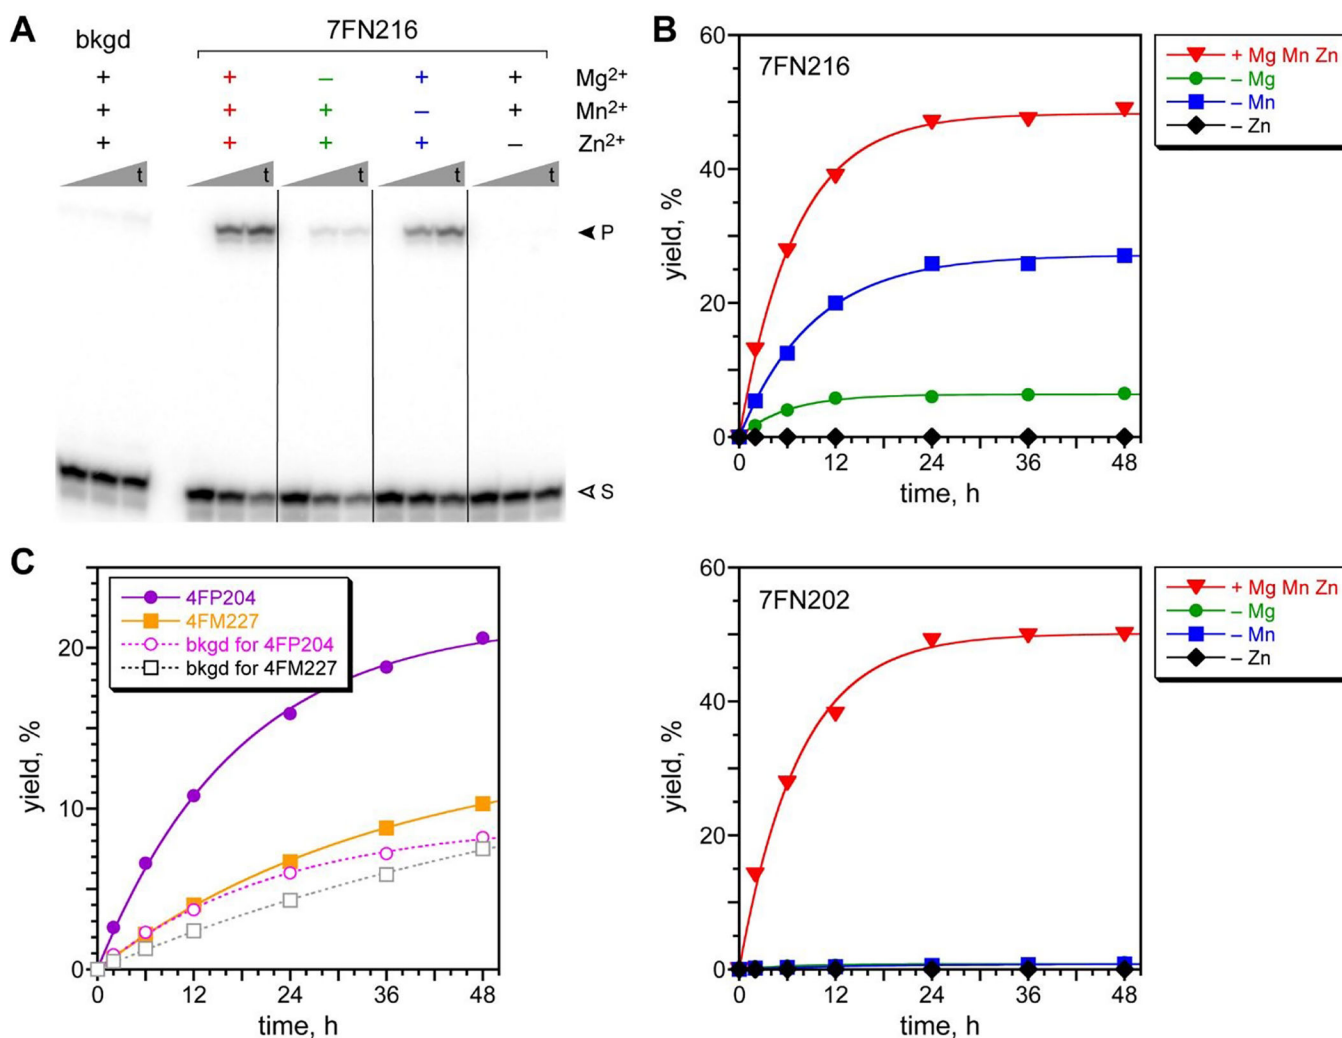 A
bkgd
7FN216
+ + – + + Mg2+
+ + + – + Mn2+
+ + + + – Zn2+
t t t t t
P
S
B
7FN216
60
40
20
0
yield, %
0 12 24 36 48
time, h
+ Mg Mn Zn
– Mg
– Mn
– Zn
C
4FP204
4FM227
bkgd for 4FP204
bkgd for 4FM227
20
10
0
yield, %
0 12 24 36 48
time, h
7FN202
60
40
20
0
yield, %
0 12 24 36 48
time, h
+ Mg Mn Zn
– Mg
– Mn
– Zn